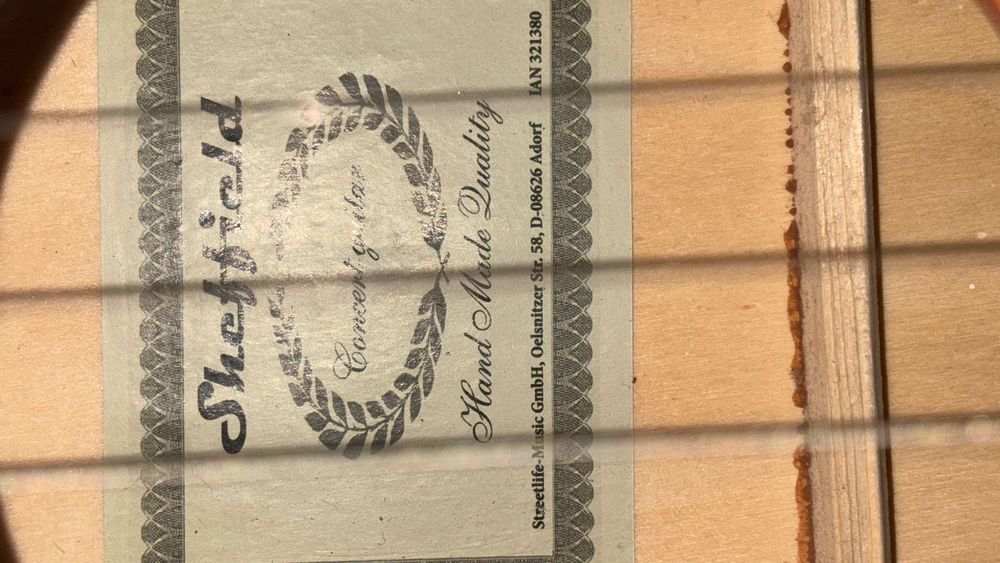 Sheffield
Concert guitar
Hand Made Quality
Streetlife-Music GmbH, Oelsnitzer Str. 58, D-08626 Adorf IAN 321380